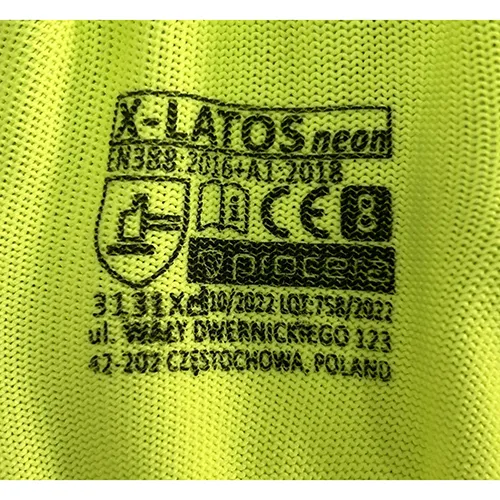 X-LATOS neon
EN388:2016+A1:2018
CE 8
procera
3131X 10/2022 LOT:758/2022
ul. WAŁY DWERNICKIEGO 123
42-202 CZĘSTOCHOWA, POLAND